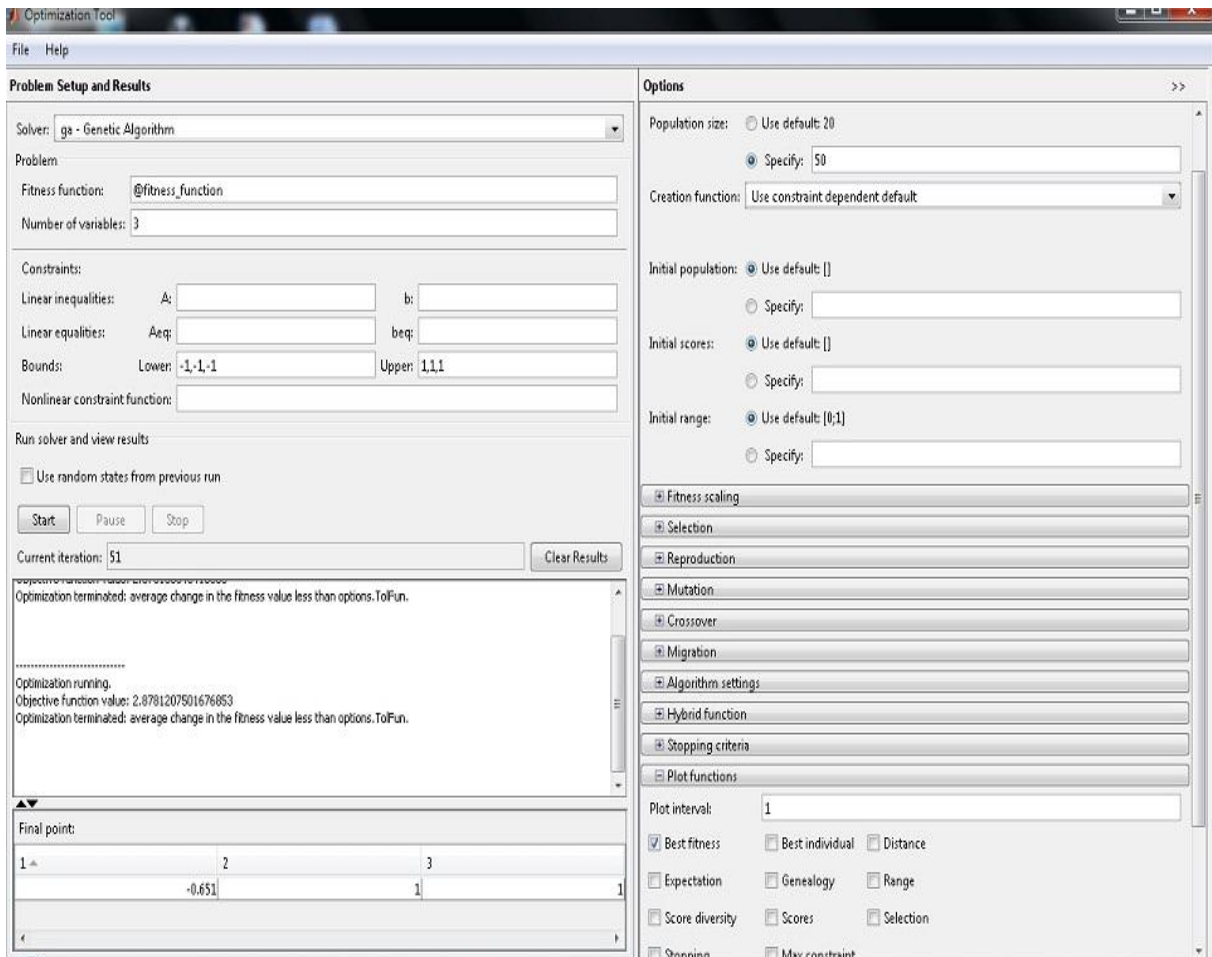 Optimization Tool
File Help
Problem Setup and Results
Solver: ga - Genetic Algorithm
Problem
Fitness function: @fitness_function
Number of variables: 3
Constraints:
Linear inequalities: A: b:
Linear equalities: Aeq: beq:
Bounds: Lower: -1,-1,-1 Upper: 1,1,1
Nonlinear constraint function:
Run solver and view results
Use random states from previous run
Start Pause Stop
Current iteration: 51 Clear Results
Optimization terminated: average change in the fitness value less than options.TolFun.
----------------------------
Optimization running.
Objective function value: 2.8781207501676853
Optimization terminated: average change in the fitness value less than options.TolFun.
Final point:
1 2 3
-0.651 1 1
Options >>
Population size: Use default: 20
Specify: 50
Creation function: Use constraint dependent default
Initial population: Use default: []
Specify:
Initial scores: Use default: []
Specify:
Initial range: Use default: [0;1]
Specify:
Fitness scaling
Selection
Reproduction
Mutation
Crossover
Migration
Algorithm settings
Hybrid function
Stopping criteria
Plot functions
Plot interval: 1
Best fitness Best individual Distance
Expectation Genealogy Range
Score diversity Scores Selection
Stopping Max constraint